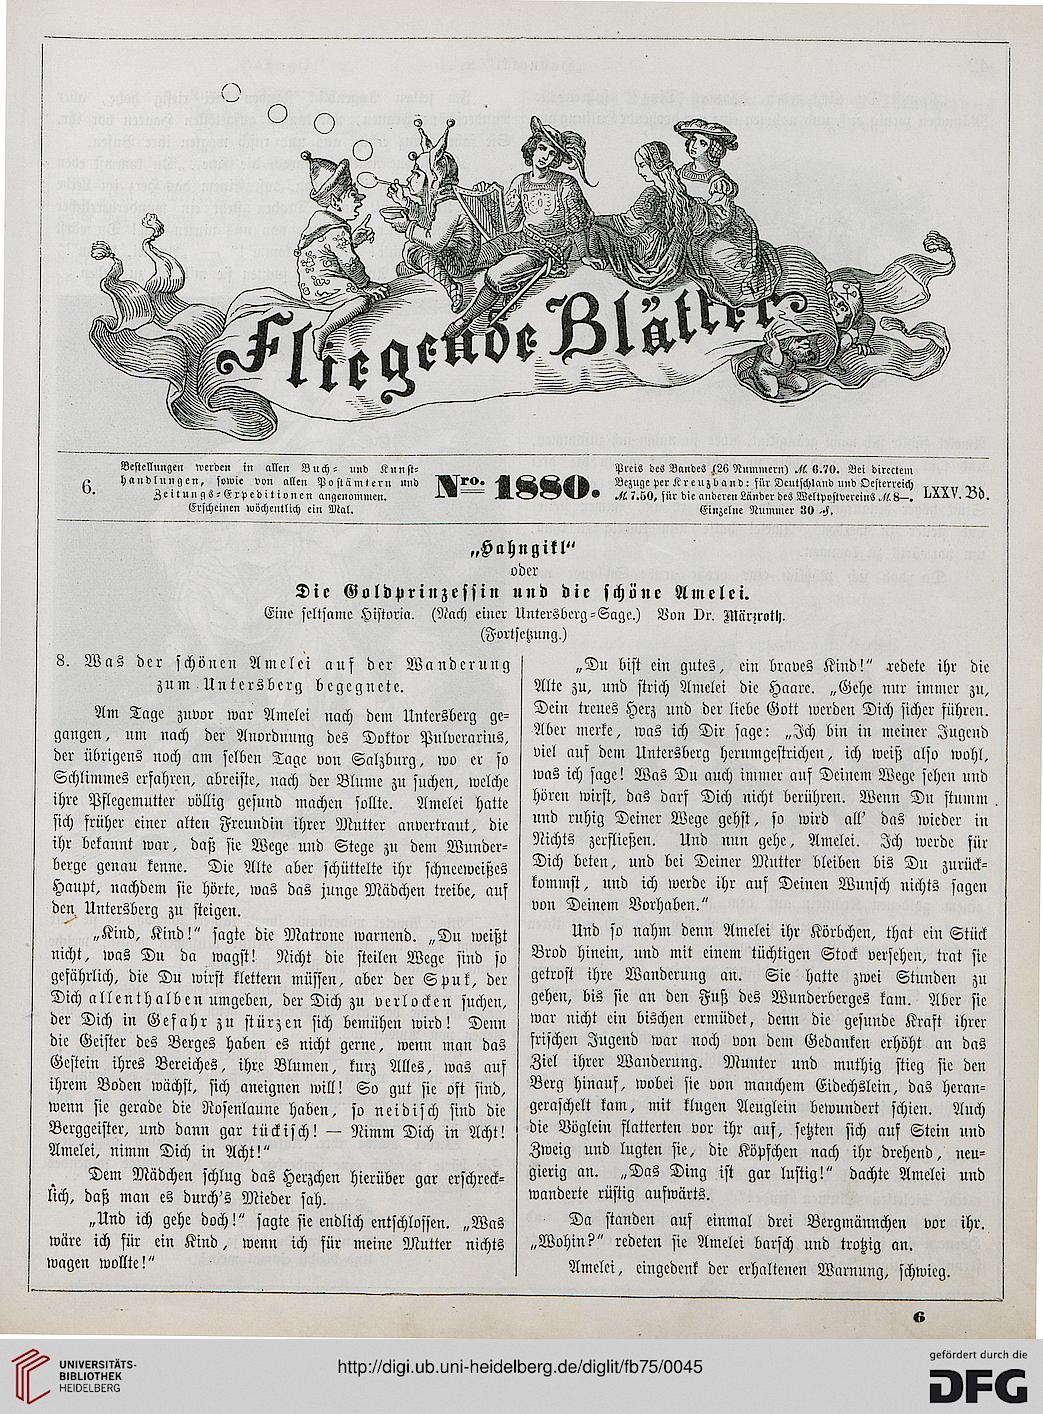 Fliegende Blätter
6.
Bestellungen werden in allen Buch- und Kunst-
handlungen, sowie von allen Postämtern und
Zeitungs-Expeditionen angenommen.
Erscheinen wöchentlich ein Mal.
Nro. 1880.
Preis des Bandes (26 Nummern) ℳ 6.70. Bei directem
Bezuge per Kreuzband: für Deutschland und Oesterreich
ℳ 7.50, für die anderen Länder des Weltpostvereins ℳ 8—.
Einzelne Nummer 30 ₰.
LXXV. Bd.
„Hahngikl“
oder
Die Goldprinzessin und die schöne Amelei.
Eine seltsame Historia. (Nach einer Untersberg-Sage.) Von Dr. Märzroth.
(Fortsetzung.)
8. Was der schönen Amelei auf der Wanderung
zum Untersberg begegnete.
Am Tage zuvor war Amelei nach dem Untersberg ge-
gangen, um nach der Anordnung des Doktor Pulverarius,
der übrigens noch am selben Tage von Salzburg, wo er so
Schlimmes erfahren, abreiste, nach der Blume zu suchen, welche
ihre Pflegemutter völlig gesund machen sollte. Amelei hatte
sich früher einer alten Freundin ihrer Mutter anvertraut, die
ihr bekannt war, daß sie Wege und Stege zu dem Wunder-
berge genau kenne. Die Alte aber schüttelte ihr schneeweißes
Haupt, nachdem sie hörte, was das junge Mädchen treibe, auf
den Untersberg zu steigen.
„Kind, Kind!“ sagte die Matrone warnend. „Du weißt
nicht, was Du da wagst! Nicht die steilen Wege sind so
gefährlich, die Du wirst klettern müssen, aber der Spuk, der
Dich allenthalben umgeben, der Dich zu verlocken suchen,
der Dich in Gefahr zu stürzen sich bemühen wird! Denn
die Geister des Berges haben es nicht gerne, wenn man das
Gestein ihres Bereiches, ihre Blumen, kurz Alles, was auf
ihrem Boden wächst, sich aneignen will! So gut sie oft sind,
wenn sie gerade die Rosenlaune haben, so neidisch sind die
Berggeister, und dann gar tückisch! — Nimm Dich in Acht!
Amelei, nimm Dich in Acht!“
Dem Mädchen schlug das Herzchen hierüber gar erschreck-
lich, daß man es durch's Mieder sah.
„Und ich gehe doch!“ sagte sie endlich entschlossen. „Was
wäre ich für ein Kind, wenn ich für meine Mutter nichts
wagen wollte!“
„Du bist ein gutes, ein braves Kind!“ redete ihr die
Alte zu, und strich Amelei die Haare. „Gehe nur immer zu,
Dein treues Herz und der liebe Gott werden Dich sicher führen.
Aber merke, was ich Dir sage: „Ich bin in meiner Jugend
viel auf dem Untersberg herumgestrichen, ich weiß also wohl,
was ich sage! Was Du auch immer auf Deinem Wege sehen und
hören wirst, das darf Dich nicht berühren. Wenn Du stumm
und ruhig Deiner Wege gehst, so wird all' das wieder in
Nichts zerfließen. Und nun gehe, Amelei. Ich werde für
Dich beten, und bei Deiner Mutter bleiben bis Du zurück-
kommst, und ich werde ihr auf Deinen Wunsch nichts sagen
von Deinem Vorhaben.“
Und so nahm denn Amelei ihr Körbchen, that ein Stück
Brod hinein, und mit einem tüchtigen Stock versehen, trat sie
getrost ihre Wanderung an. Sie hatte zwei Stunden zu
gehen, bis sie an den Fuß des Wunderberges kam. Aber sie
war nicht ein bischen ermüdet, denn die gesunde Kraft ihrer
frischen Jugend war noch von dem Gedanken erhöht an das
Ziel ihrer Wanderung. Munter und muthig stieg sie den
Berg hinauf, wobei sie von manchem Eidechslein, das heran-
geraschelt kam, mit klugen Aeuglein bewundert schien. Auch
die Vöglein flatterten vor ihr auf, setzten sich auf Stein und
Zweig und lugten sie, die Köpfchen nach ihr drehend, neu-
gierig an. „Das Ding ist gar lustig!“ dachte Amelei und
wanderte rüstig aufwärts.
Da standen auf einmal drei Bergmännchen vor ihr.
„Wohin?“ redeten sie Amelei barsch und trotzig an.
Amelei, eingedenk der erhaltenen Warnung, schwieg.
6
UNIVERSITÄTS-
BIBLIOTHEK
HEIDELBERG
http://digi.ub.uni-heidelberg.de/diglit/fb75/0045
gefördert durch die
DFG